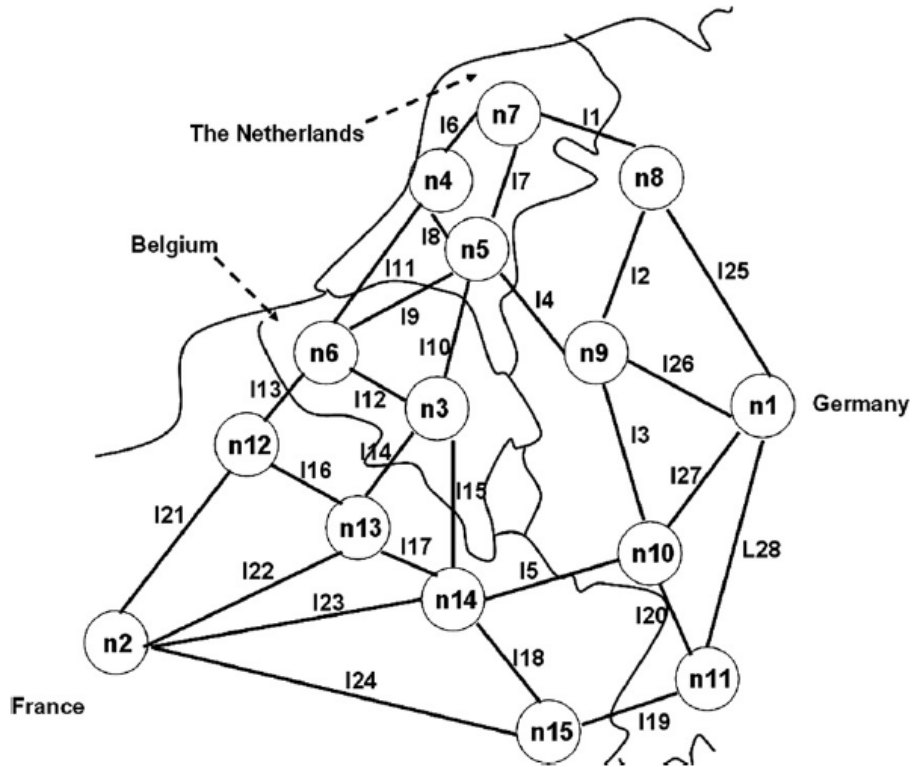 n7
l1
l6
The Netherlands
n4
l7
n8
l8
n5
Belgium
l11
l4
l2
l25
l9
l10
n6
n9
l26
l13
l12
n3
n1
Germany
n12
l14
l3
l16
l15
l27
l21
n13
l17
l22
l5
n10
L28
l23
n14
l20
n2
l18
l24
n11
France
l19
n15